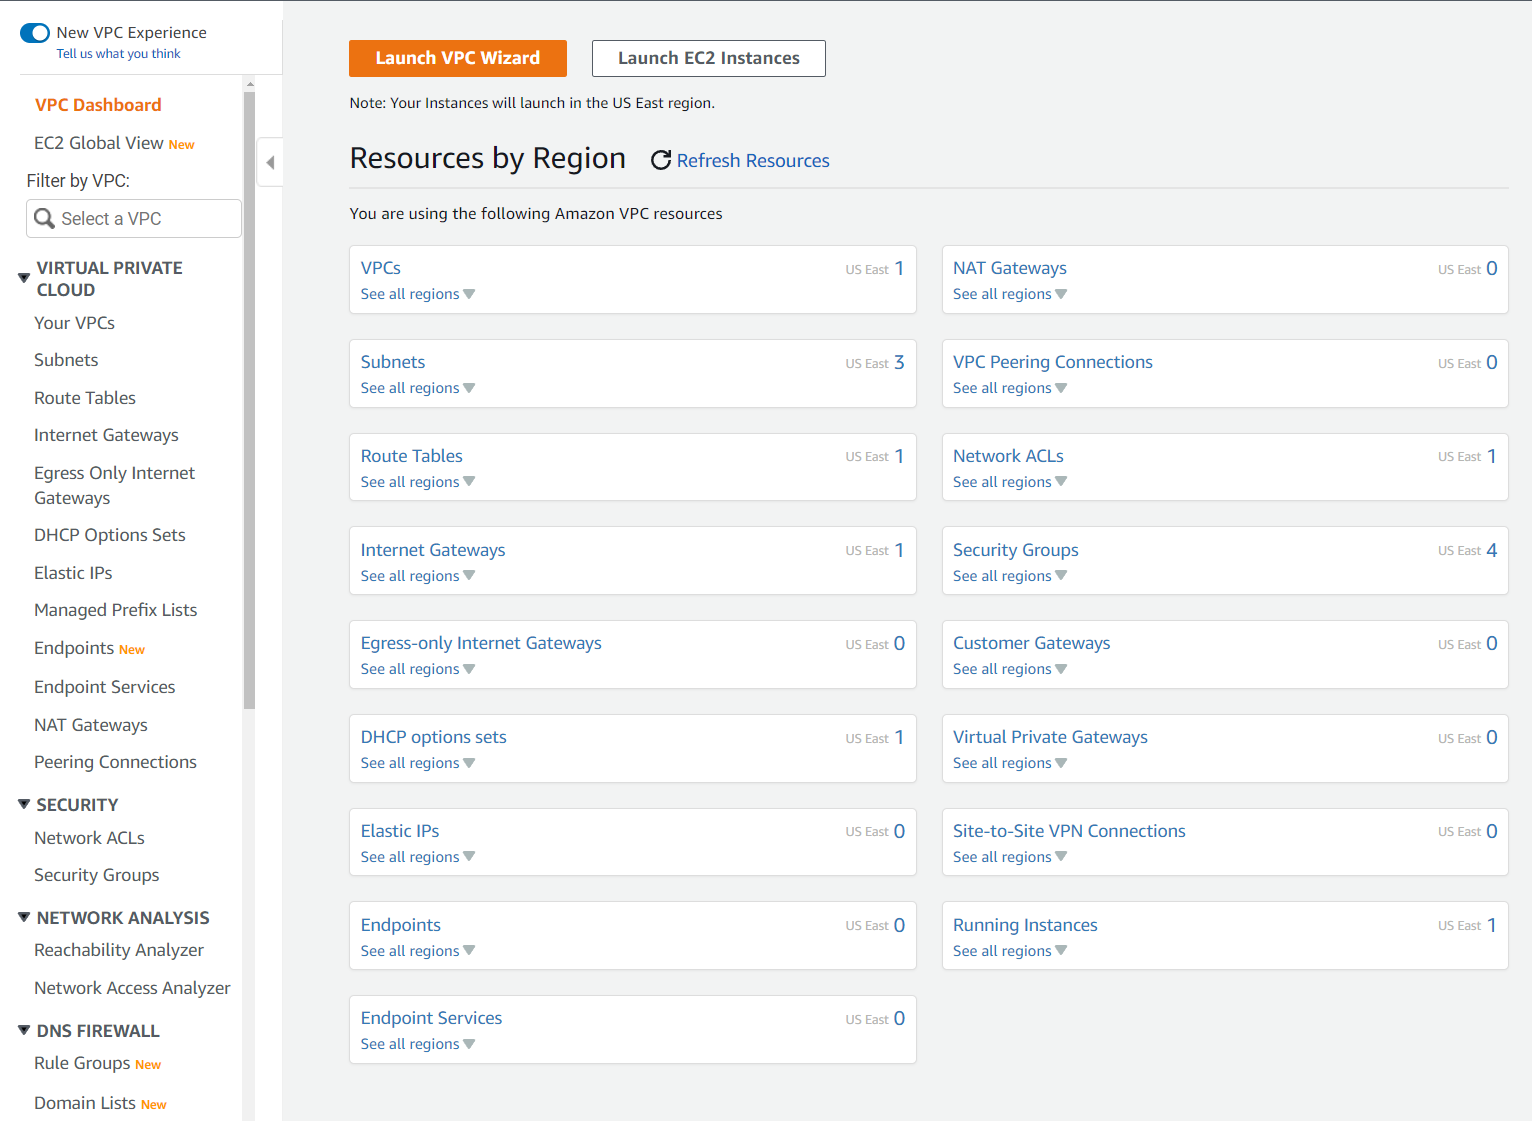 New VPC Experience
Tell us what you think
VPC Dashboard
EC2 Global View New
Filter by VPC:
Select a VPC
VIRTUAL PRIVATE
CLOUD
Your VPCs
Subnets
Route Tables
Internet Gateways
Egress Only Internet
Gateways
DHCP Options Sets
Elastic IPs
Managed Prefix Lists
Endpoints New
Endpoint Services
NAT Gateways
Peering Connections
SECURITY
Network ACLs
Security Groups
NETWORK ANALYSIS
Reachability Analyzer
Network Access Analyzer
DNS FIREWALL
Rule Groups New
Domain Lists New
Launch VPC Wizard
Launch EC2 Instances
Note: Your Instances will launch in the US East region.
Resources by Region
Refresh Resources
You are using the following Amazon VPC resources
VPCs US East 1
See all regions
NAT Gateways US East 0
See all regions
Subnets US East 3
See all regions
VPC Peering Connections US East 0
See all regions
Route Tables US East 1
See all regions
Network ACLs US East 1
See all regions
Internet Gateways US East 1
See all regions
Security Groups US East 4
See all regions
Egress-only Internet Gateways US East 0
See all regions
Customer Gateways US East 0
See all regions
DHCP options sets US East 1
See all regions
Virtual Private Gateways US East 0
See all regions
Elastic IPs US East 0
See all regions
Site-to-Site VPN Connections US East 0
See all regions
Endpoints US East 0
See all regions
Running Instances US East 1
See all regions
Endpoint Services US East 0
See all regions